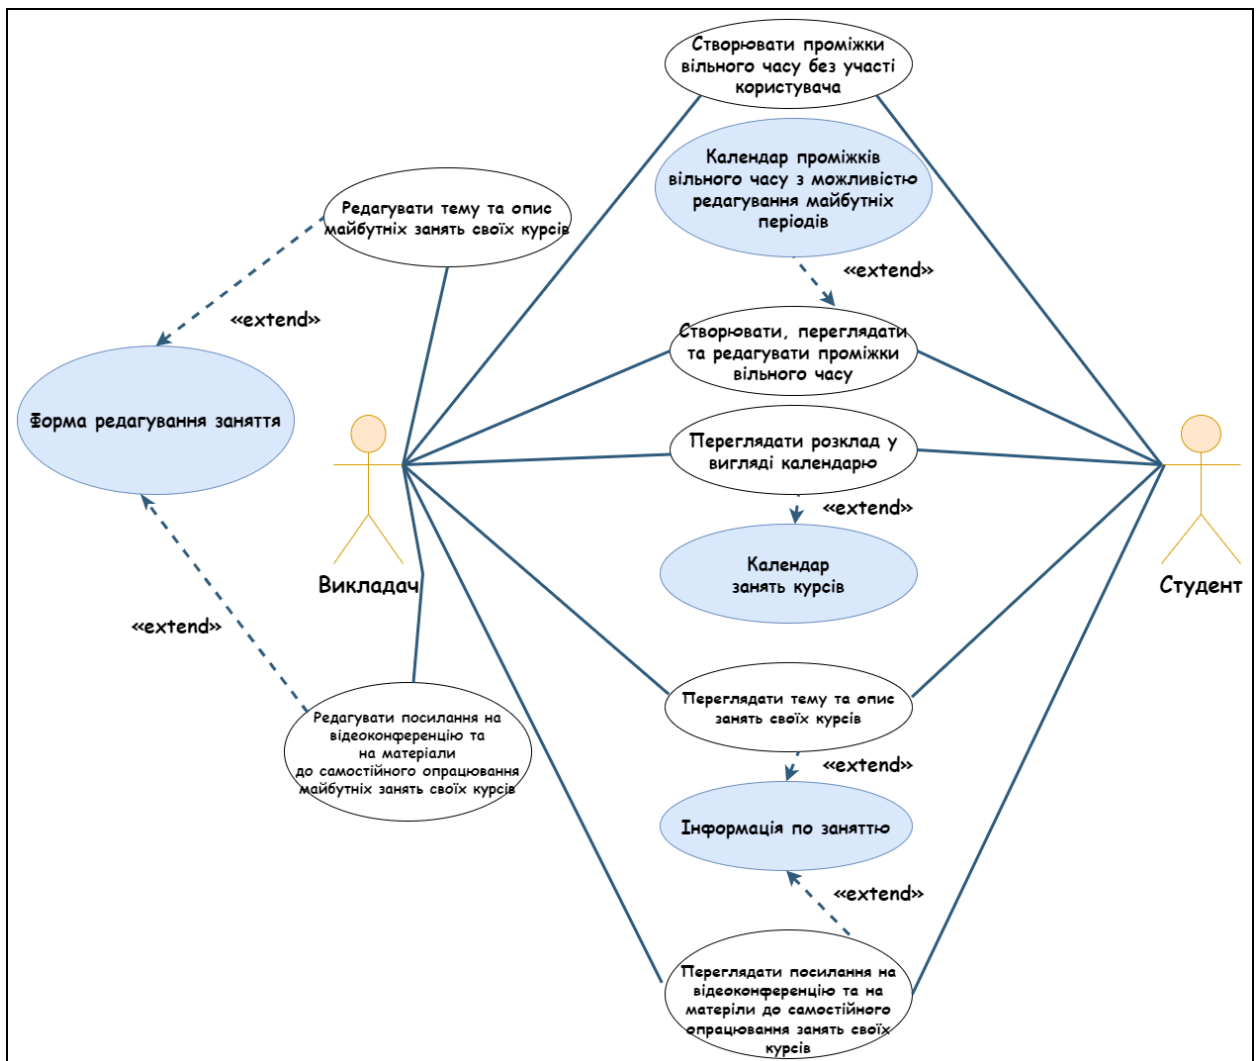 Створювати проміжки
вільного часу без участі
користувача
Календар проміжків
вільного часу з можливістю
редагування майбутніх
періодів
Редагувати тему та опис
майбутніх занять своїх курсів
«extend»
«extend»
Створювати, переглядати
та редагувати проміжки
вільного часу
Форма редагування заняття
Переглядати розклад у
вигляді календарю
«extend»
Календар
занять курсів
Викладач
Студент
«extend»
Переглядати тему та опис
занять своїх курсів
Редагувати посилання на
відеоконференцію та
на матеріали
до самостійного опрацювання
майбутніх занять своїх курсів
«extend»
Інформація по заняттю
«extend»
Переглядати посилання на
відеоконференцію та на
матеріли до самостійного
опрацювання занять своїх
курсів